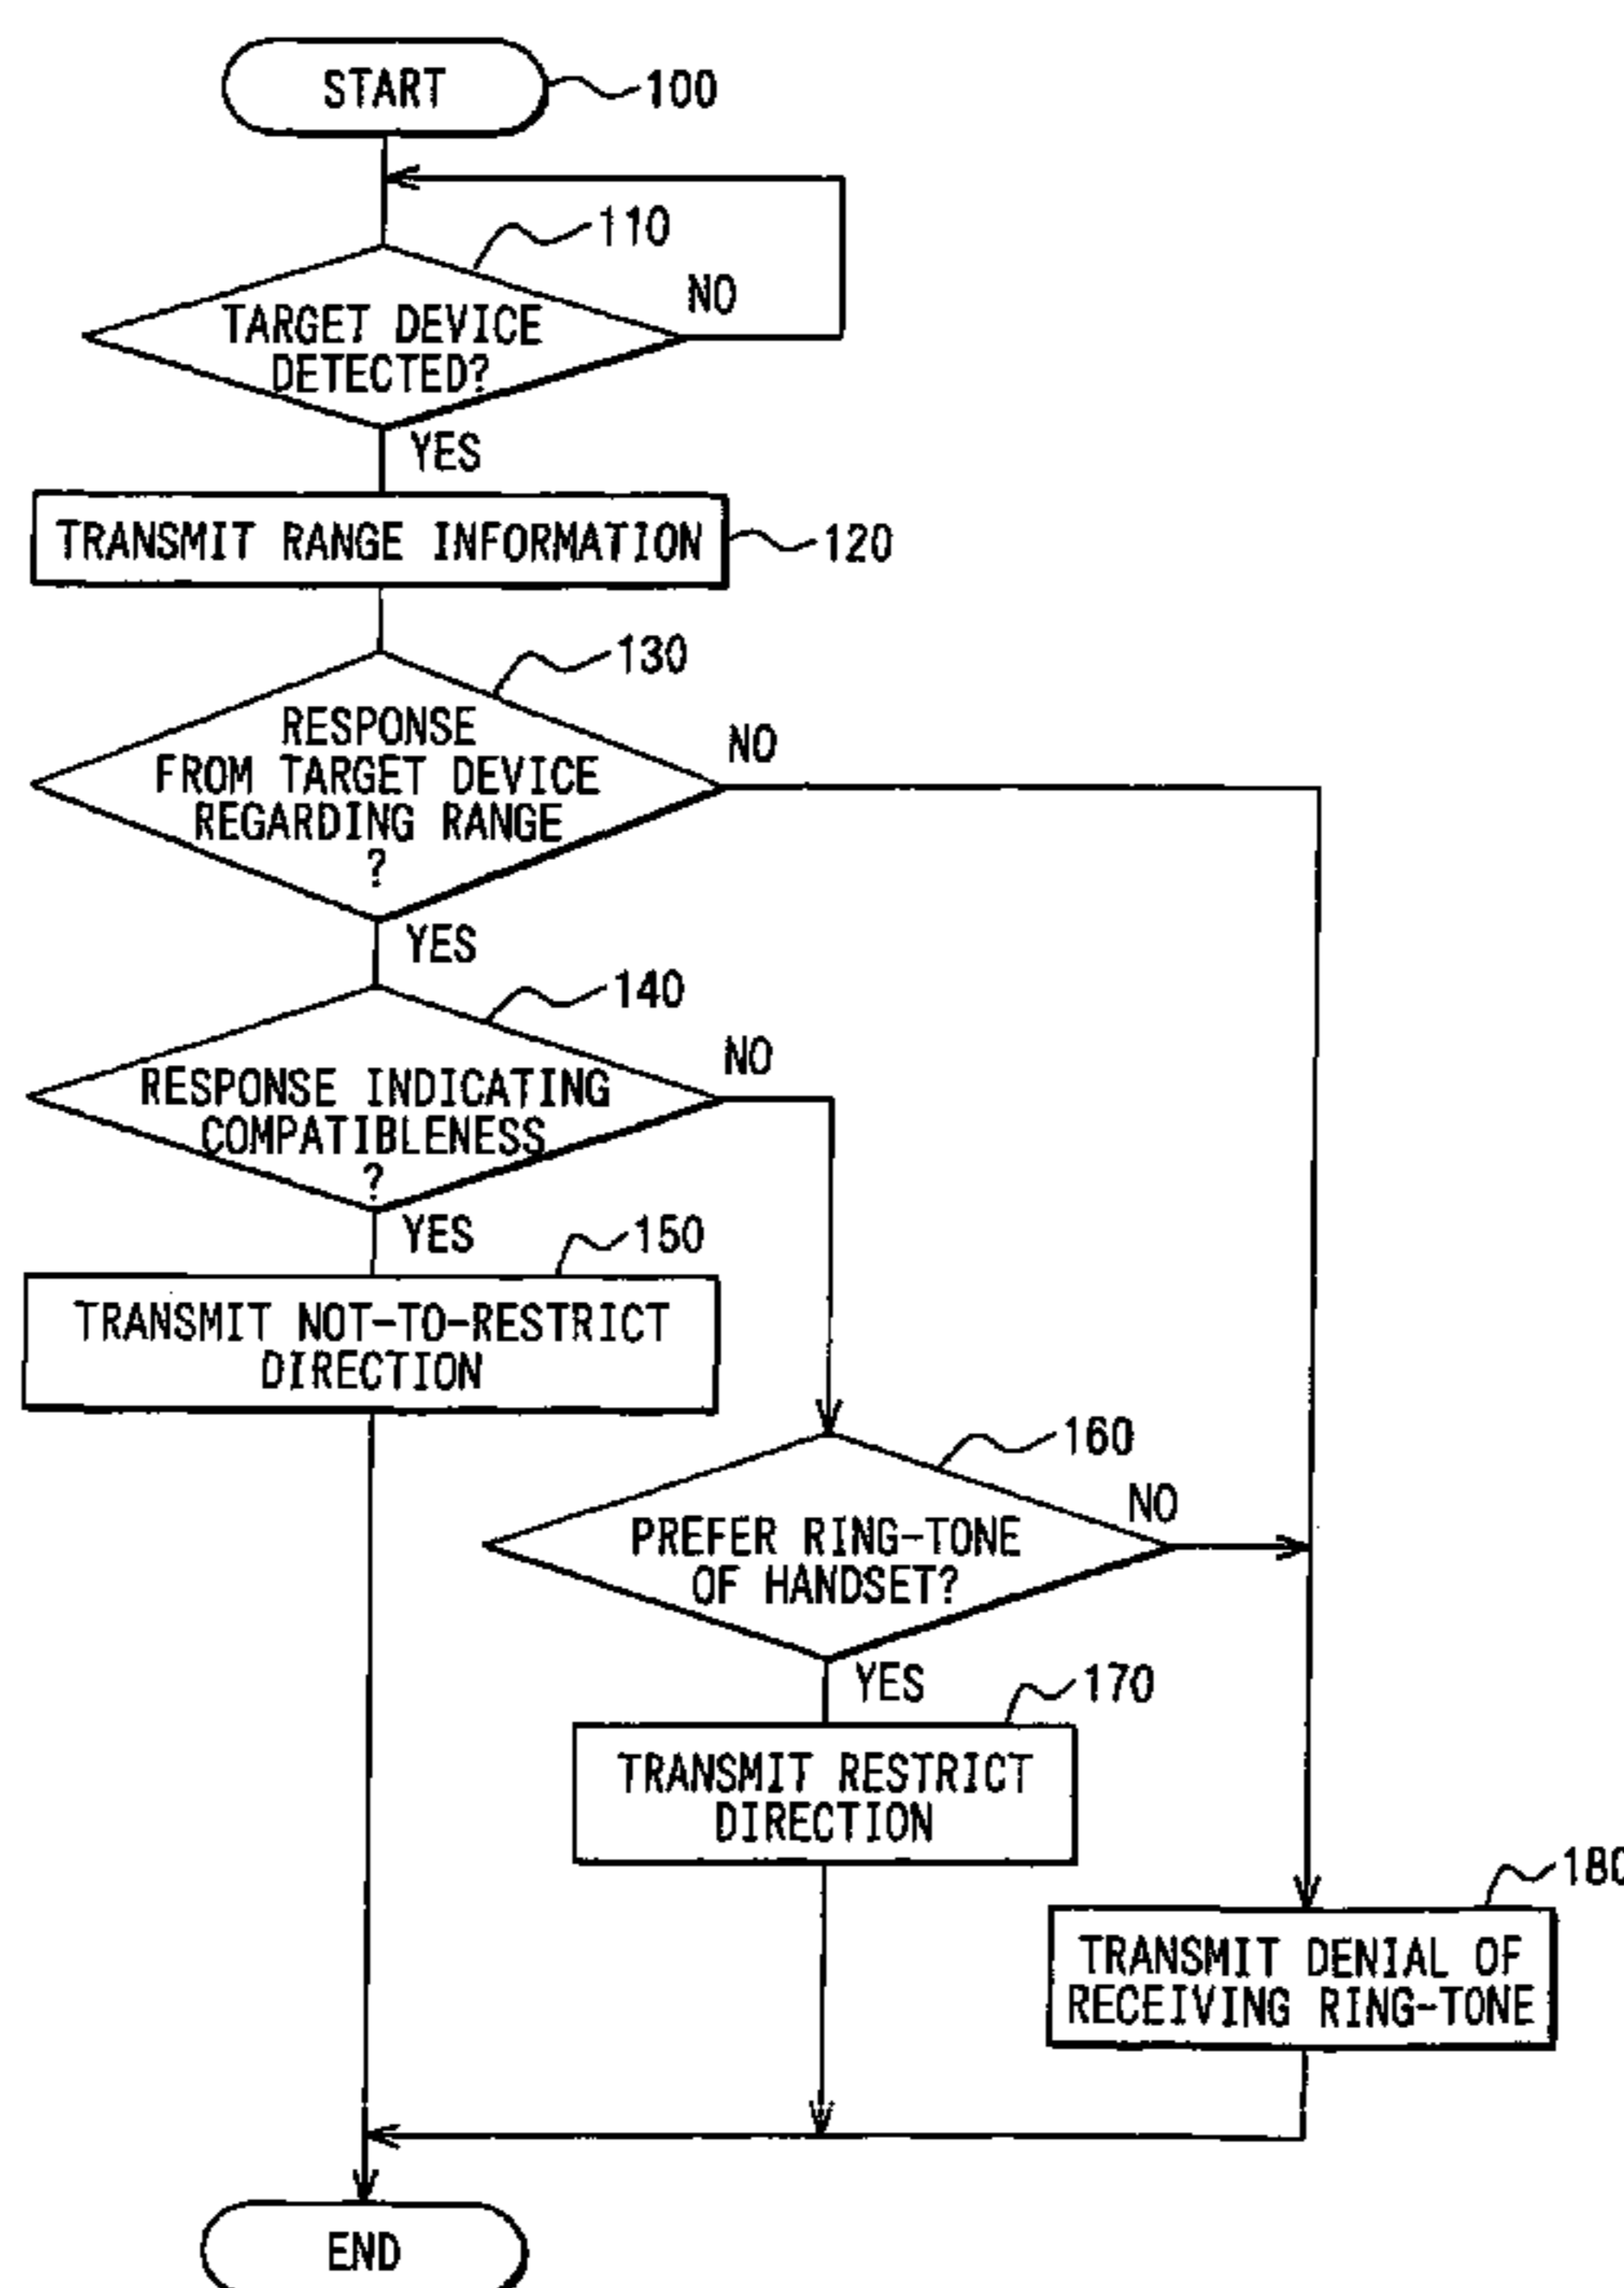 START
100
110
NO
TARGET DEVICE
DETECTED?
YES
TRANSMIT RANGE INFORMATION
120
130
RESPONSE
FROM TARGET DEVICE
REGARDING RANGE
?
NO
YES
140
NO
RESPONSE INDICATING
COMPATIBLENESS
?
YES
150
TRANSMIT NOT-TO-RESTRICT
DIRECTION
160
NO
PREFER RING-TONE
OF HANDSET?
YES
170
TRANSMIT RESTRICT
DIRECTION
180
TRANSMIT DENIAL OF
RECEIVING RING-TONE
END